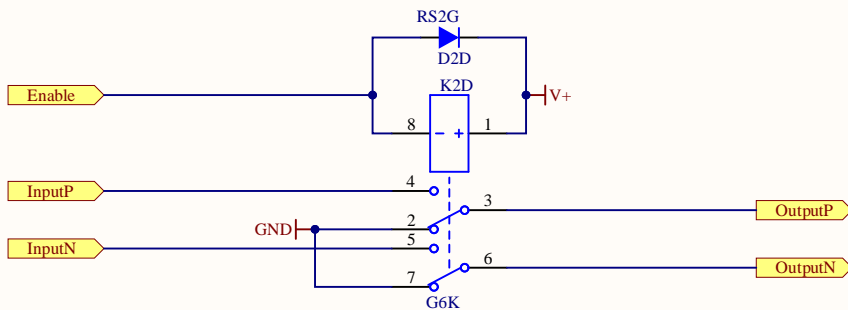 RS2G
D2D
K2D
Enable
V+
8
- +
1
InputP
4
3
OutputP
GND
2
InputN
5
6
OutputN
7
G6K